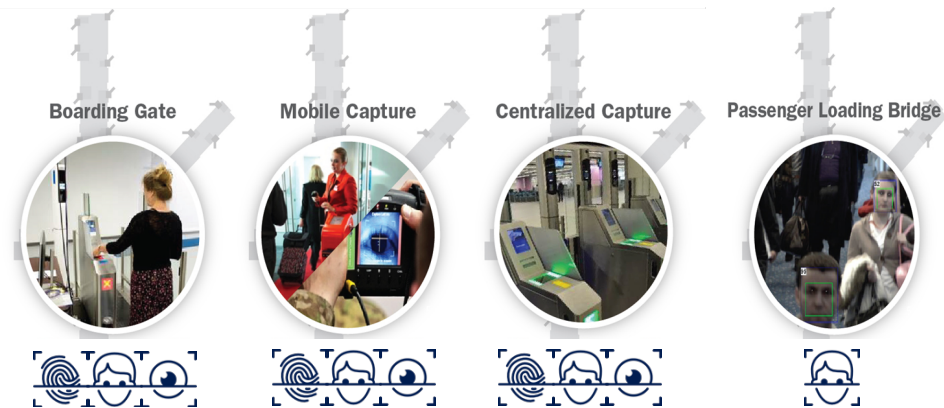 Boarding Gate
Mobile Capture
Centralized Capture
Passenger Loading Bridge